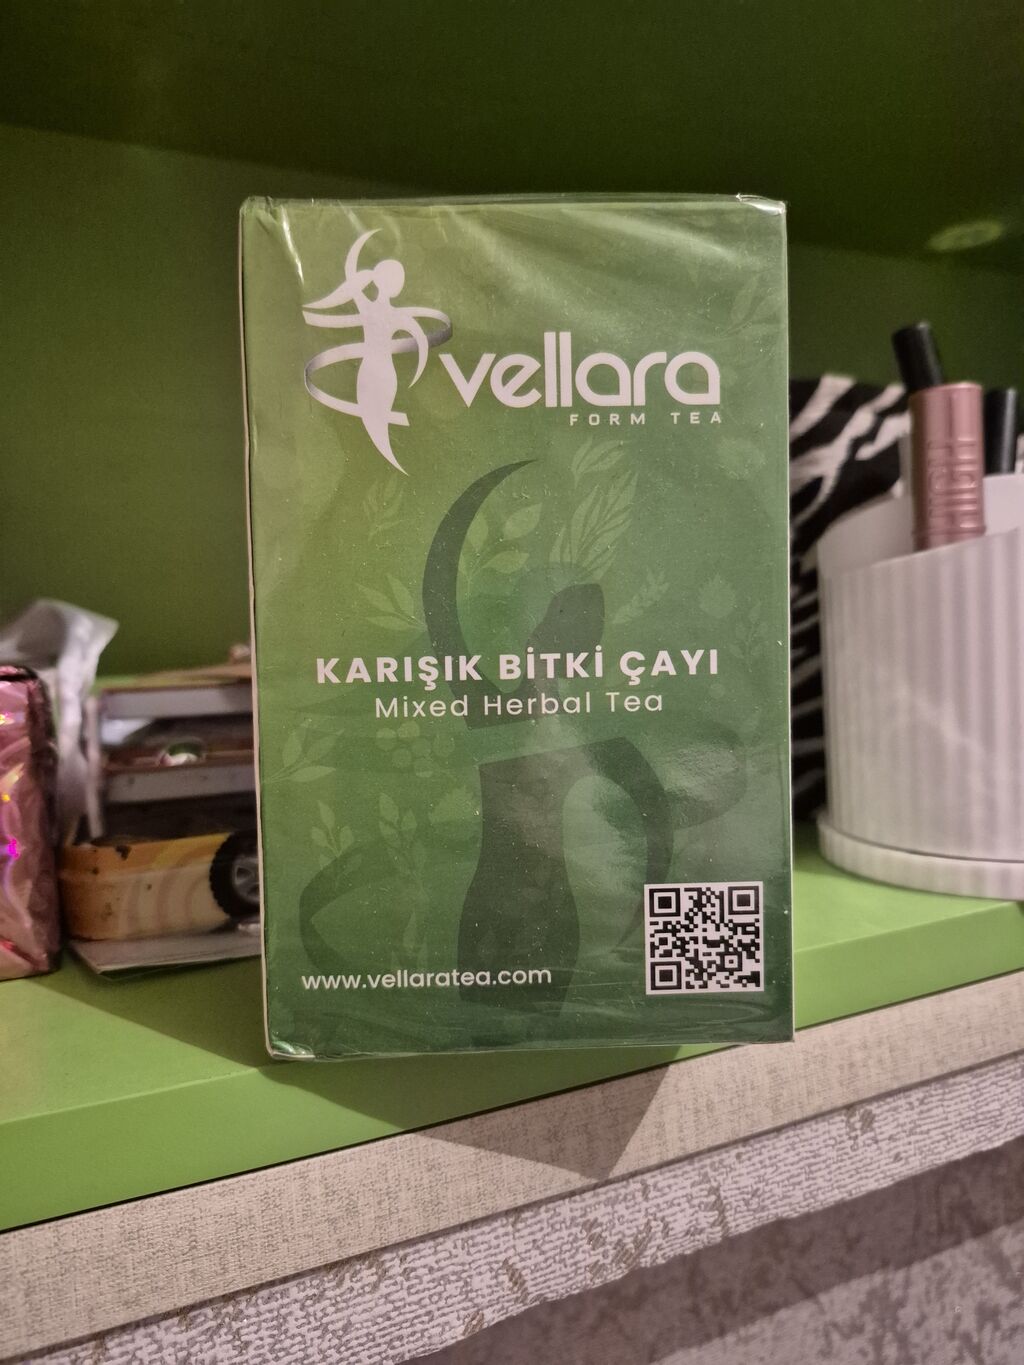 vellara
FORM TEA
KARIŞIK BİTKİ ÇAYI
Mixed Herbal Tea
www.vellaratea.com